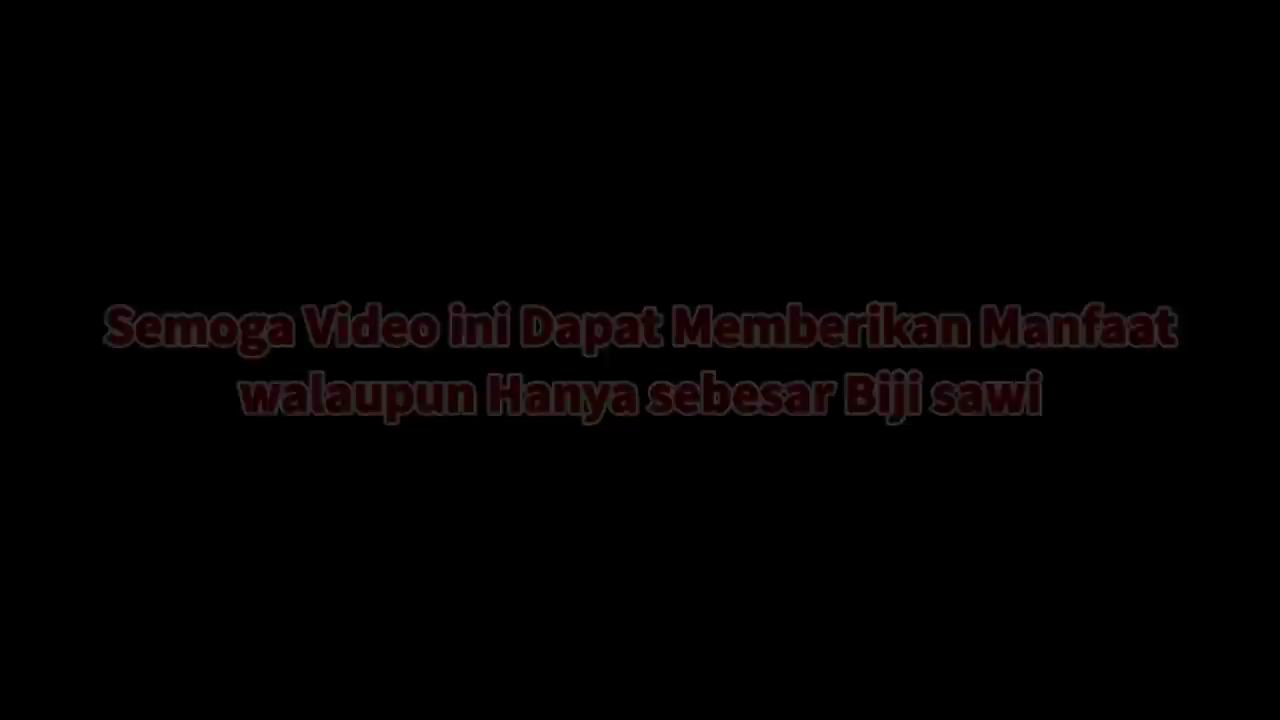 Semoga Video ini Dapat Memberikan Manfaat
walaupun Hanya sebesar Biji sawi